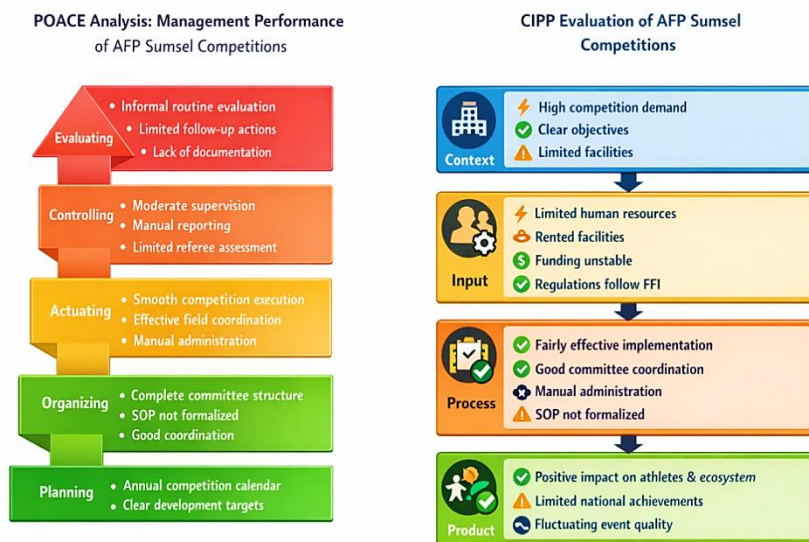 POACE Analysis: Management Performance
of AFP Sumsel Competitions
Evaluating
• Informal routine evaluation
• Limited follow-up actions
• Lack of documentation
Controlling
• Moderate supervision
• Manual reporting
• Limited referee assessment
Actuating
• Smooth competition execution
• Effective field coordination
• Manual administration
Organizing
• Complete committee structure
• SOP not formalized
• Good coordination
Planning
• Annual competition calendar
• Clear development targets
CIPP Evaluation of AFP Sumsel
Competitions
Context
High competition demand
Clear objectives
Limited facilities
Input
Limited human resources
Rented facilities
$ Funding unstable
Regulations follow FFI
Process
Fairly effective implementation
Good committee coordination
Manual administration
SOP not formalized
Product
Positive impact on athletes & ecosystem
Limited national achievements
Fluctuating event quality